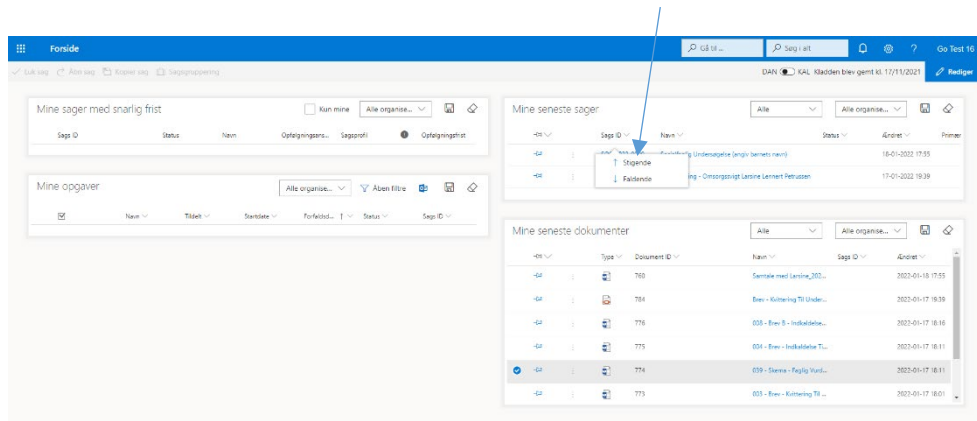 Forside
Gå til ...
Søg i alt
?
Go Test 16
Luk sag
Åbn sag
Kopier sag
Sagsgruppering
DAN
KAL
Kladden blev gemt kl. 17/11/2021
Rediger
Mine sager med snarlig frist
Kun mine
Alle organise...
Sags ID
Status
Navn
Opfølgningsans...
Sagsprofil
Opfølgningsfrist
Mine opgaver
Alle organise...
Åben filtre
Navn
Tildelt
Startdato
Forfaldsd...
Status
Sags ID
Mine seneste sager
Alle
Alle organise...
Sags ID
Navn
Status
Ændret
Primær
Undersøgelse (angiv barnets navn)
18-01-2022 17:55
- Omsorgssvigt Larsine Lennert Petrussen
17-01-2022 19:39
Stigende
Faldende
Mine seneste dokumenter
Alle
Alle organise...
Type
Dokument ID
Navn
Sags ID
Ændret
760
Samtale med Larsine_202...
2022-01-18 17:55
784
Brev - Kvittering Til Under...
2022-01-17 19:39
776
005 - Brev B - Indkaldelse...
2022-01-17 18:16
775
004 - Brev - Indkaldelse Ti...
2022-01-17 18:11
774
039 - Skema - Faglig Vurd...
2022-01-17 18:11
773
003 - Brev - Kvittering Til ...
2022-01-17 18:01